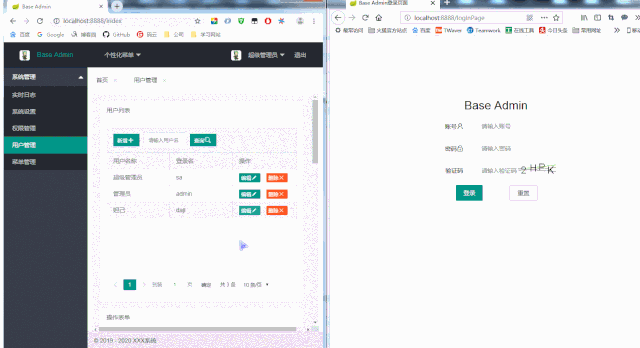 Base Admin
localhost:8888/index
百度
Google
GitHub
码云
公司
学习网站
Base Admin
个性化菜单
超级管理员
退出
系统管理
实时日志
系统设置
权限管理
用户管理
菜单管理
首页
用户管理
用户列表
新增
请输入用户名
查询
用户名称
登录名
操作
超级管理员
sa
编辑
删除
管理员
admin
编辑
删除
妲己
daji
编辑
删除
1
到第
1
页
确定
共 3 条
10 条/页
操作表单
© 2019 - 2020 XXX系统
Base Admin登录页面
localhost:8888/loginPage
最常访问
火狐官方站点
百度
TWaver
Teamwork
在线工具
今日头条
常用网址
Base Admin
账号
请输入账号
密码
请输入密码
验证码
请输入验证码
2HPK
登录
重置